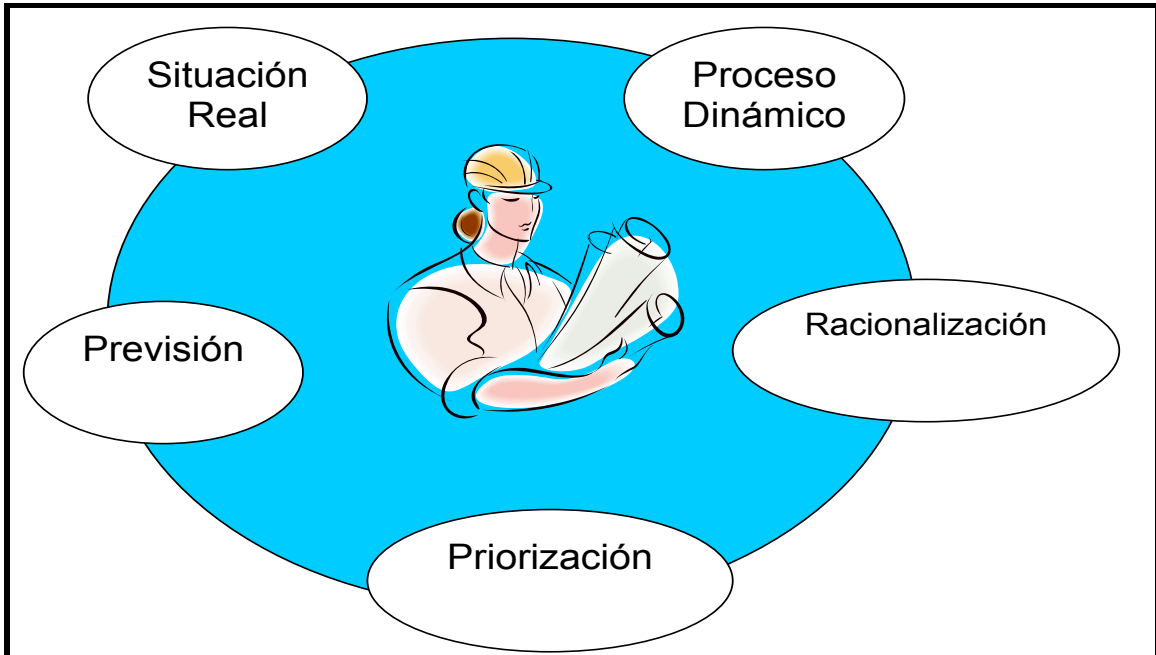 Situación
Real
Proceso
Dinámico
Previsión
Racionalización
Priorización